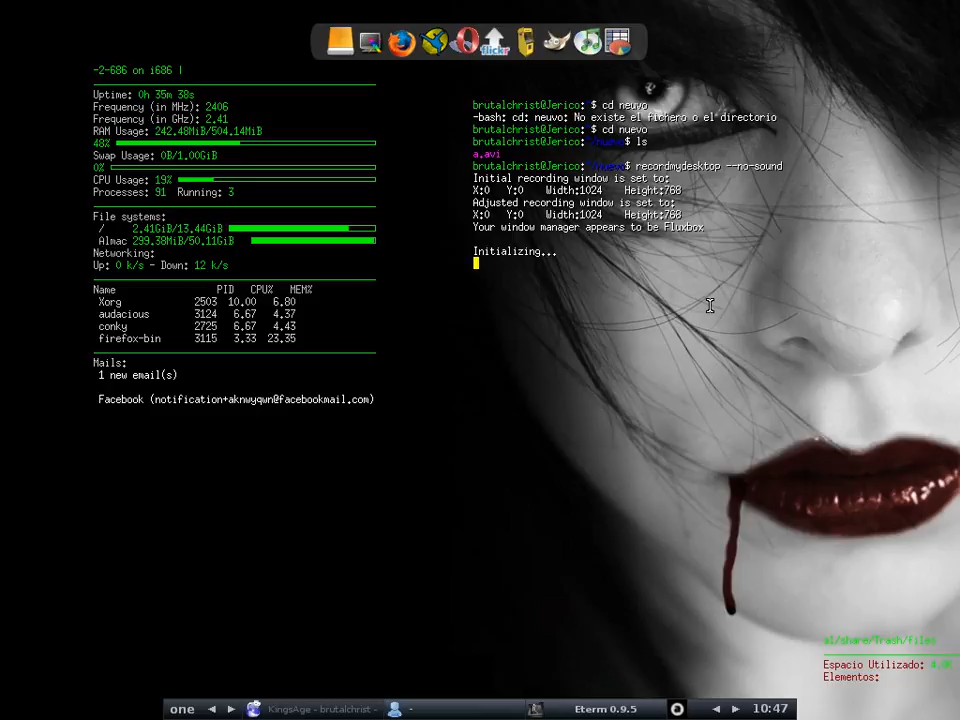 -2-686 on i686 |
Uptime: 0h 35m 38s
Frequency (in MHz): 2406
Frequency (in GHz): 2.41
RAM Usage: 242.48MiB/504.14MiB
48%
Swap Usage: 0B/1.00GiB
0%
CPU Usage: 19%
Processes: 91 Running: 3
File systems:
/ 2.41GiB/13.44GiB
Almac 299.38MiB/50.11GiB
Networking:
Up: 0 k/s - Down: 12 k/s
Name PID CPU% MEM%
Xorg 2503 10.00 6.80
audacious 3124 6.67 4.37
conky 2725 6.67 4.43
firefox-bin 3115 3.33 23.35
Mails:
1 new email(s)
Facebook (notification+aknwyqwn@facebookmail.com)
flickr
brutalchrist@Jerico:~$ cd neuvo
-bash: cd: neuvo: No existe el fichero o el directorio
brutalchrist@Jerico:~$ cd nuevo
brutalchrist@Jerico:~/nuevo$ ls
a.avi
brutalchrist@Jerico:~/nuevo$ recordmydesktop --no-sound
Initial recording window is set to:
X:0 Y:0 Width:1024 Height:768
Adjusted recording window is set to:
X:0 Y:0 Width:1024 Height:768
Your window manager appears to be Fluxbox
Initializing...
al/share/Trash/files
Espacio Utilizado: 4.0K
Elementos:
one KingsAge - brutalchrist - - Eterm 0.9.5 10:47